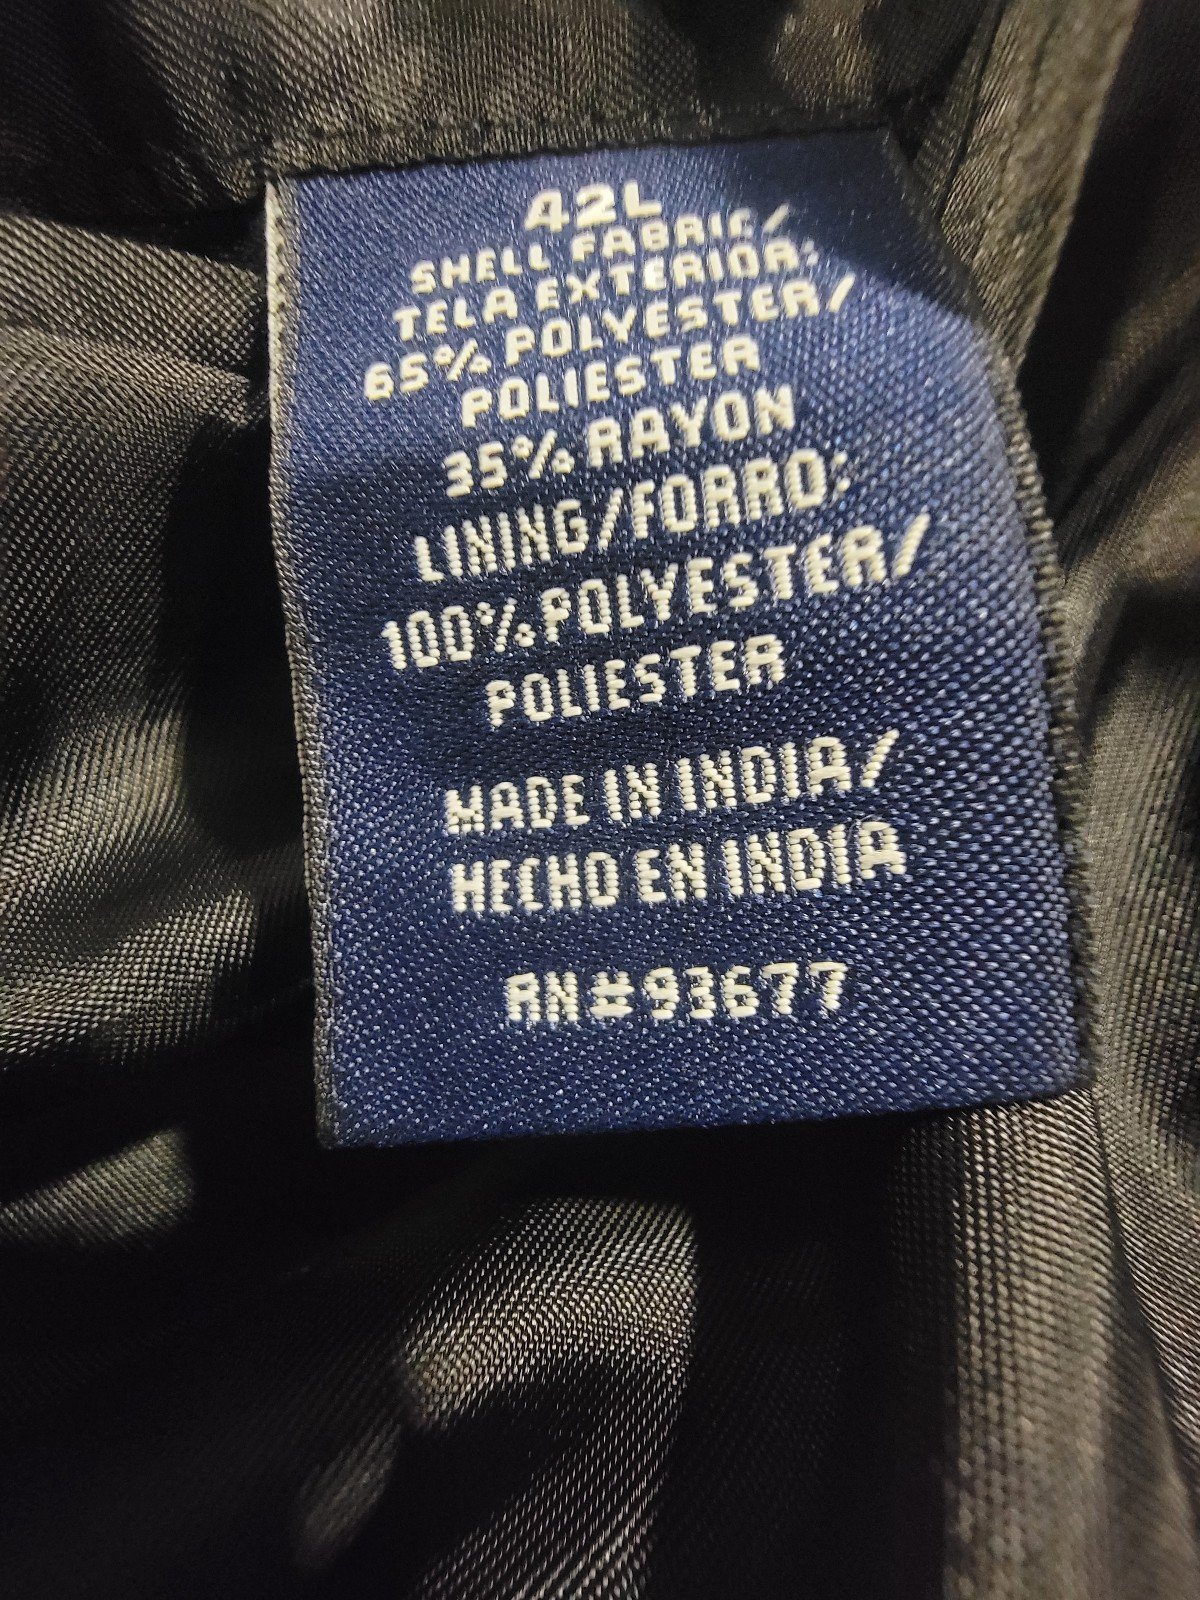 42L
SHELL FABRIC/
TELA EXTERIOR:
65% POLYESTER/
POLIESTER
35% RAYON
LINING/FORRO:
100% POLYESTER/
POLIESTER
MADE IN INDIA/
HECHO EN INDIA
RN#93677